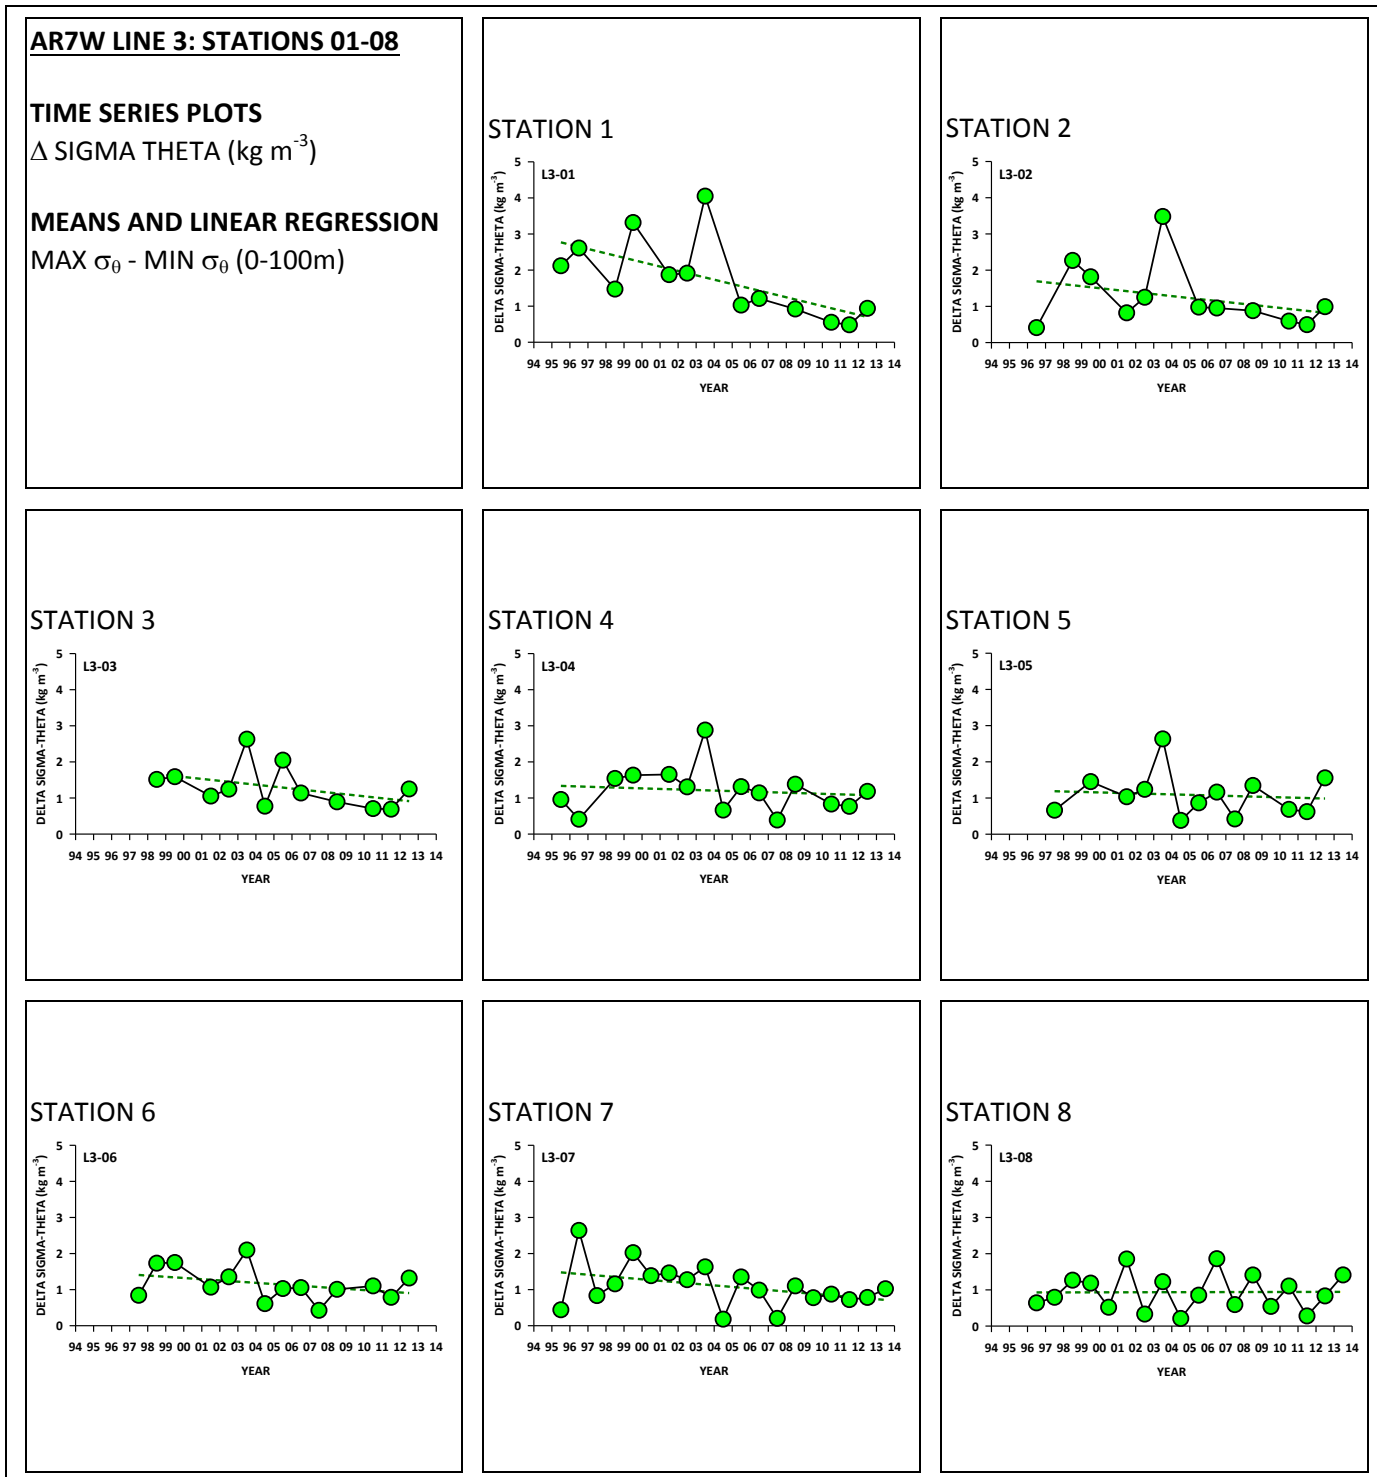 AR7W LINE 3: STATIONS 01-08
TIME SERIES PLOTS
Δ SIGMA THETA (kg m⁻³)
MEANS AND LINEAR REGRESSION
MAX σθ - MIN σθ (0-100m)
STATION 1
DELTA SIGMA-THETA (kg m⁻³)
L3-01
5
4
3
2
1
0
94 95 96 97 98 99 00 01 02 03 04 05 06 07 08 09 10 11 12 13 14
YEAR
STATION 2
DELTA SIGMA-THETA (kg m⁻³)
L3-02
5
4
3
2
1
0
94 95 96 97 98 99 00 01 02 03 04 05 06 07 08 09 10 11 12 13 14
YEAR
STATION 3
DELTA SIGMA-THETA (kg m⁻³)
L3-03
5
4
3
2
1
0
94 95 96 97 98 99 00 01 02 03 04 05 06 07 08 09 10 11 12 13 14
YEAR
STATION 4
DELTA SIGMA-THETA (kg m⁻³)
L3-04
5
4
3
2
1
0
94 95 96 97 98 99 00 01 02 03 04 05 06 07 08 09 10 11 12 13 14
YEAR
STATION 5
DELTA SIGMA-THETA (kg m⁻³)
L3-05
5
4
3
2
1
0
94 95 96 97 98 99 00 01 02 03 04 05 06 07 08 09 10 11 12 13 14
YEAR
STATION 6
DELTA SIGMA-THETA (kg m⁻³)
L3-06
5
4
3
2
1
0
94 95 96 97 98 99 00 01 02 03 04 05 06 07 08 09 10 11 12 13 14
YEAR
STATION 7
DELTA SIGMA-THETA (kg m⁻³)
L3-07
5
4
3
2
1
0
94 95 96 97 98 99 00 01 02 03 04 05 06 07 08 09 10 11 12 13 14
YEAR
STATION 8
DELTA SIGMA-THETA (kg m⁻³)
L3-08
5
4
3
2
1
0
94 95 96 97 98 99 00 01 02 03 04 05 06 07 08 09 10 11 12 13 14
YEAR